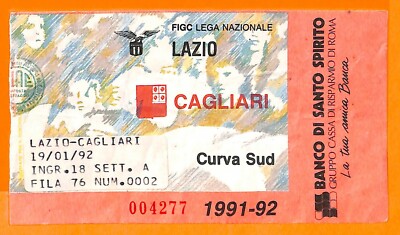 FIGC LEGA NAZIONALE
LAZIO
CAGLIARI
LAZIO-CAGLIARI
19/01/92
INGR.18 SETT. A
FILA 76 NUM.0002
Curva Sud
004277
1991-92
BANCO DI SANTO SPIRITO
GRUPPO CASSA DI RISPARMIO DI ROMA
La tua amica Banca.